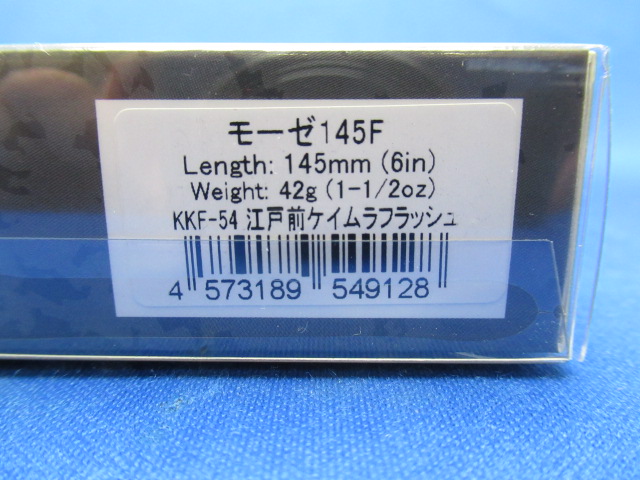 モーゼ145F
Length: 145mm (6in)
Weight: 42g (1-1/2oz)
KKF-54 江戸前ケイムラフラッシュ
4 573189 549128